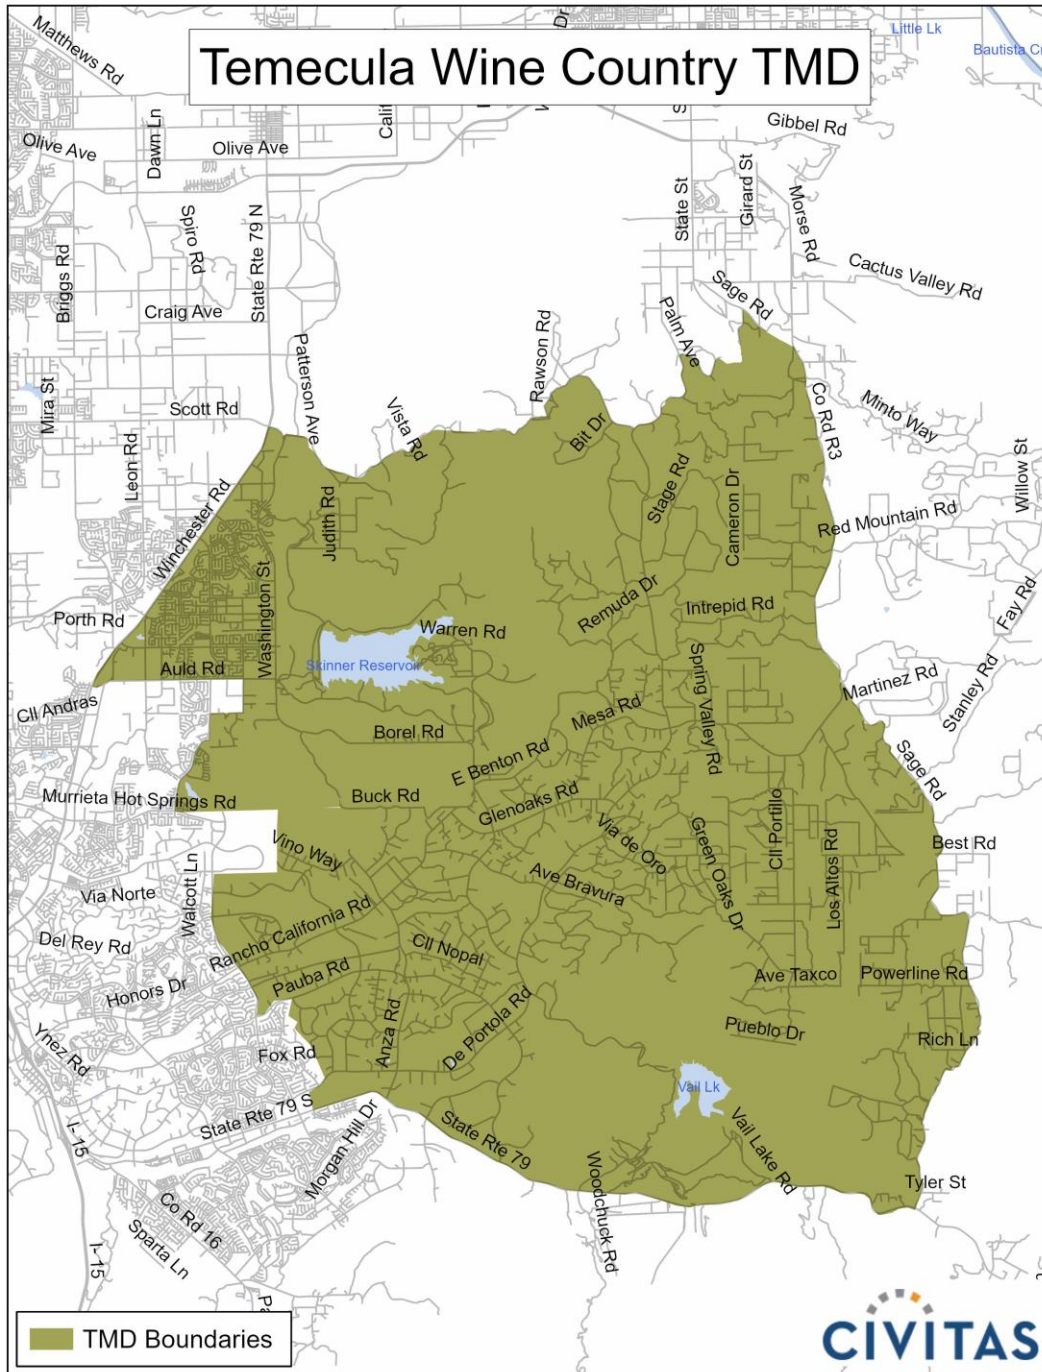 Temecula Wine Country TMD
Matthews Rd
Little Lk
Dr
Olive Ave
Dawn Ln
Olive Ave
Gibbel Rd
State St
Girard St
Morse Rd
Spiro Rd
State Rte 79 N
Briggs Rd
Craig Ave
Cactus Valley Rd
Sage Rd
Palm Ave
Patterson Ave
Rawson Rd
Mira St
Scott Rd
Vista Rd
Bit Dr
Co Rd R3
Minto Way
Willow St
Leon Rd
Winchester Rd
Judith Rd
Stage Rd
Cameron Dr
Red Mountain Rd
Porth Rd
Washington St
Warren Rd
Remuda Dr
Intrepid Rd
Fay Rd
Auld Rd
Skinner Reservoir
Cll Andras
Spring Valley Rd
Martinez Rd
Stanley Rd
Borel Rd
Mesa Rd
E Benton Rd
Sage Rd
Murrieta Hot Springs Rd
Buck Rd
Glenoaks Rd
Cll Portillo
Via de Oro
Green Oaks Dr
Los Altos Rd
Best Rd
Vino Way
Via Norte
Walcott Ln
Ave Bravura
Rancho California Rd
Del Rey Rd
Cll Nopal
Pauba Rd
Ave Taxco
Powerline Rd
Honors Dr
Anza Rd
De Portola Rd
Pueblo Dr
Rich Ln
Ynez Rd
Fox Rd
Vail Lk
I- 15
State Rte 79 S
Morgan Hill Dr
State Rte 79
Vail Lake Rd
Woodchuck Rd
Tyler St
Co Rd 16
Sparta Ln
I-15
TMD Boundaries
CIVITAS